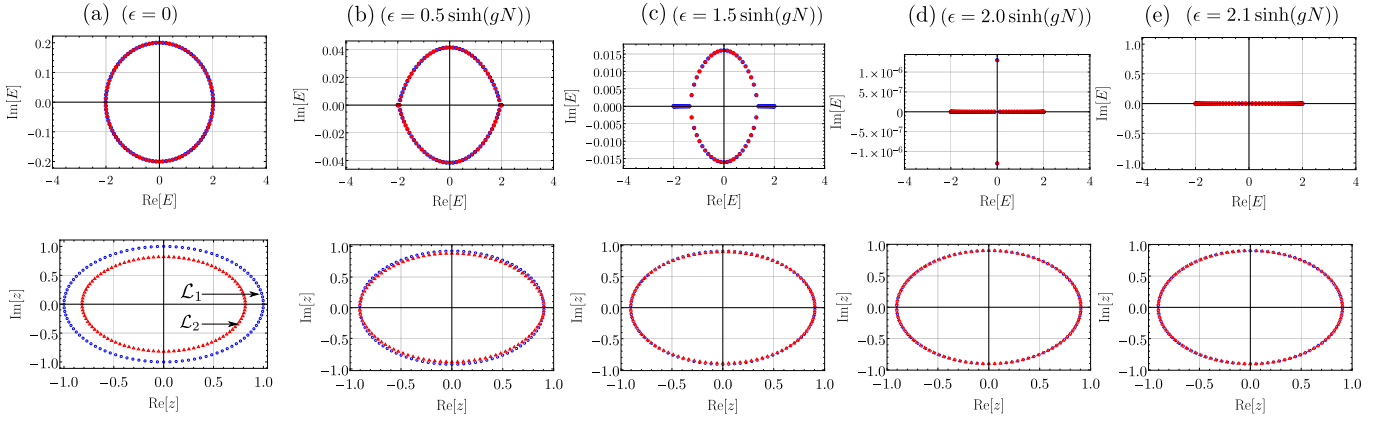 (a) (ϵ = 0)
(b) (ϵ = 0.5 sinh(gN))
(c) (ϵ = 1.5 sinh(gN))
(d) (ϵ = 2.0 sinh(gN))
(e) (ϵ = 2.1 sinh(gN))
Im[E]
0.2
0.1
0.0
−0.1
−0.2
−4 −2 0 2 4
Re[E]
Im[E]
0.04
0.02
0.00
−0.02
−0.04
−4 −2 0 2 4
Re[E]
Im[E]
0.015
0.010
0.005
0.000
−0.005
−0.010
−0.015
−4 −2 0 2 4
Re[E]
Im[E]
1.×10⁻⁶
5.×10⁻⁷
0
−5.×10⁻⁷
−1.×10⁻⁶
−4 −2 0 2 4
Re[E]
Im[E]
1.0
0.5
0.0
−0.5
−1.0
−4 −2 0 2 4
Re[E]
Im[z]
1.0
0.5
0.0
−0.5
−1.0
ℒ₁
ℒ₂
−1.0 −0.5 0.0 0.5 1.0
Re[z]
Im[z]
1.0
0.5
0.0
−0.5
−1.0
−1.0 −0.5 0.0 0.5 1.0
Re[z]
Im[z]
1.0
0.5
0.0
−0.5
−1.0
−1.0 −0.5 0.0 0.5 1.0
Re[z]
Im[z]
1.0
0.5
0.0
−0.5
−1.0
−1.0 −0.5 0.0 0.5 1.0
Re[z]
Im[z]
1.0
0.5
0.0
−0.5
−1.0
−1.0 −0.5 0.0 0.5 1.0
Re[z]